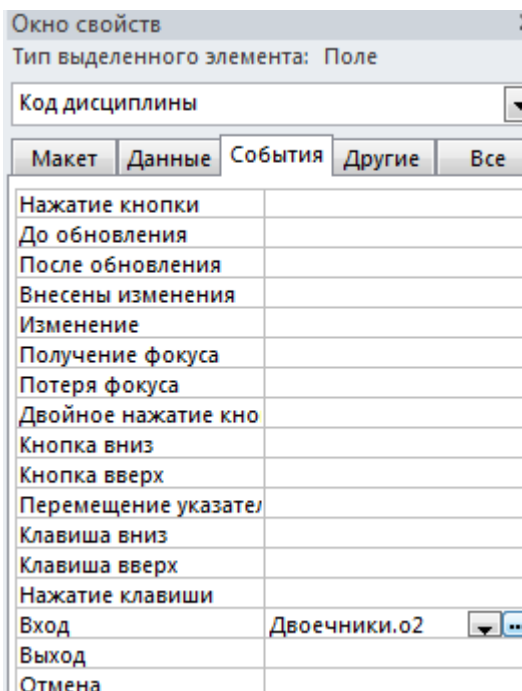 Окно свойств
Тип выделенного элемента: Поле
Код дисциплины
Макет Данные События Другие Все
Нажатие кнопки
До обновления
После обновления
Внесены изменения
Изменение
Получение фокуса
Потеря фокуса
Двойное нажатие кно
Кнопка вниз
Кнопка вверх
Перемещение указател
Клавиша вниз
Клавиша вверх
Нажатие клавиши
Вход Двоечники.о2
Выход
Отмена